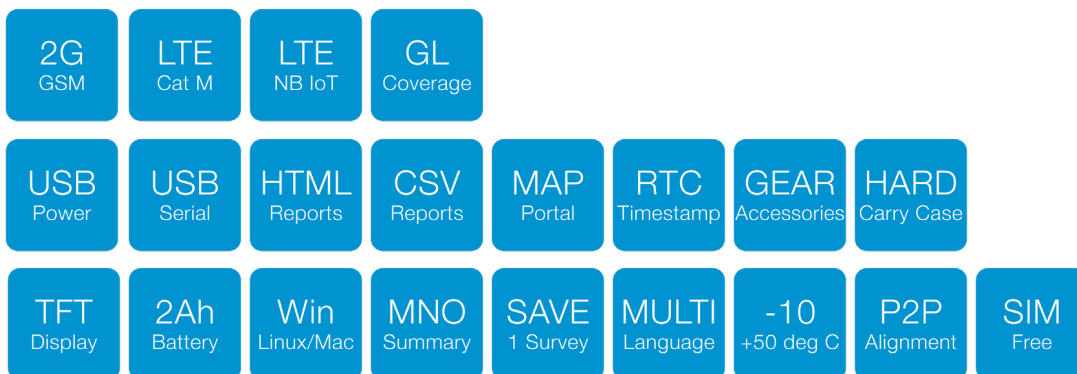 2G LTE LTE GL
GSM Cat M NB IoT Coverage
USB USB HTML CSV MAP RTC GEAR HARD
Power Serial Reports Reports Portal Timestamp Accessories Carry Case
TFT 2Ah Win MNO SAVE MULTI -10 P2P SIM
Display Battery Linux/Mac Summary 1 Survey Language +50 deg C Alignment Free